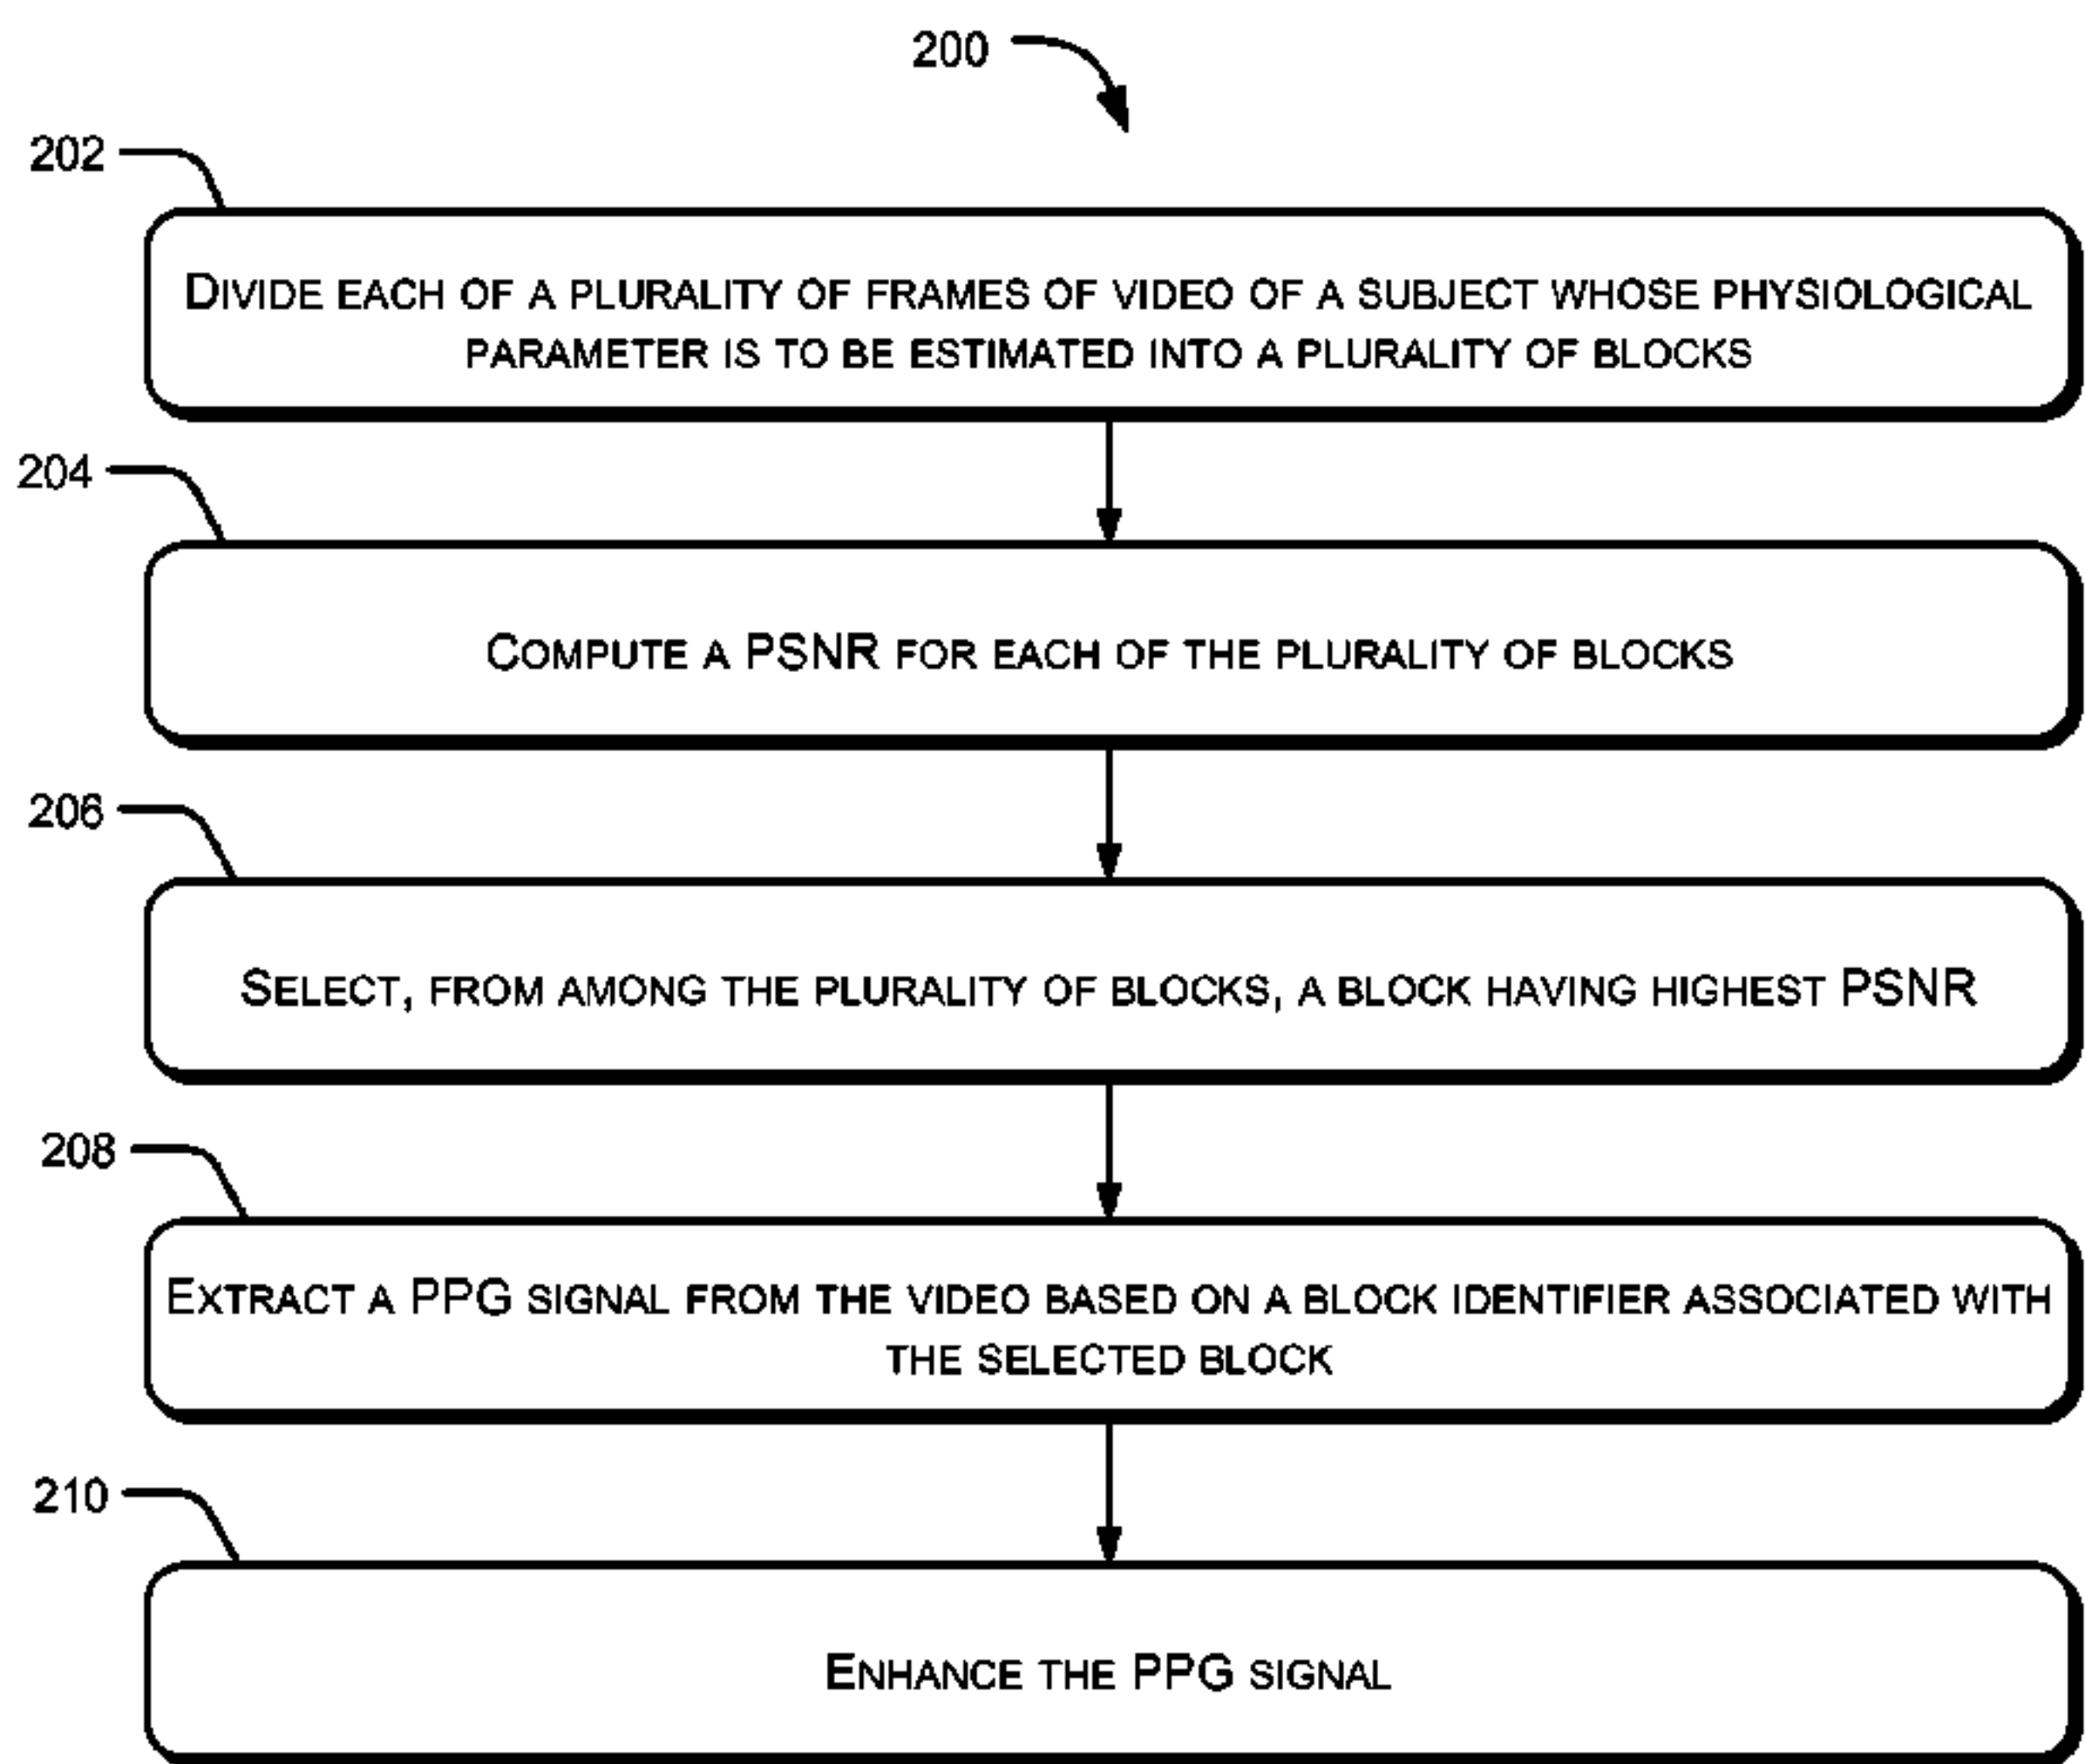 200
202
DIVIDE EACH OF A PLURALITY OF FRAMES OF VIDEO OF A SUBJECT WHOSE PHYSIOLOGICAL
PARAMETER IS TO BE ESTIMATED INTO A PLURALITY OF BLOCKS
204
COMPUTE A PSNR FOR EACH OF THE PLURALITY OF BLOCKS
206
SELECT, FROM AMONG THE PLURALITY OF BLOCKS, A BLOCK HAVING HIGHEST PSNR
208
EXTRACT A PPG SIGNAL FROM THE VIDEO BASED ON A BLOCK IDENTIFIER ASSOCIATED WITH
THE SELECTED BLOCK
210
ENHANCE THE PPG SIGNAL